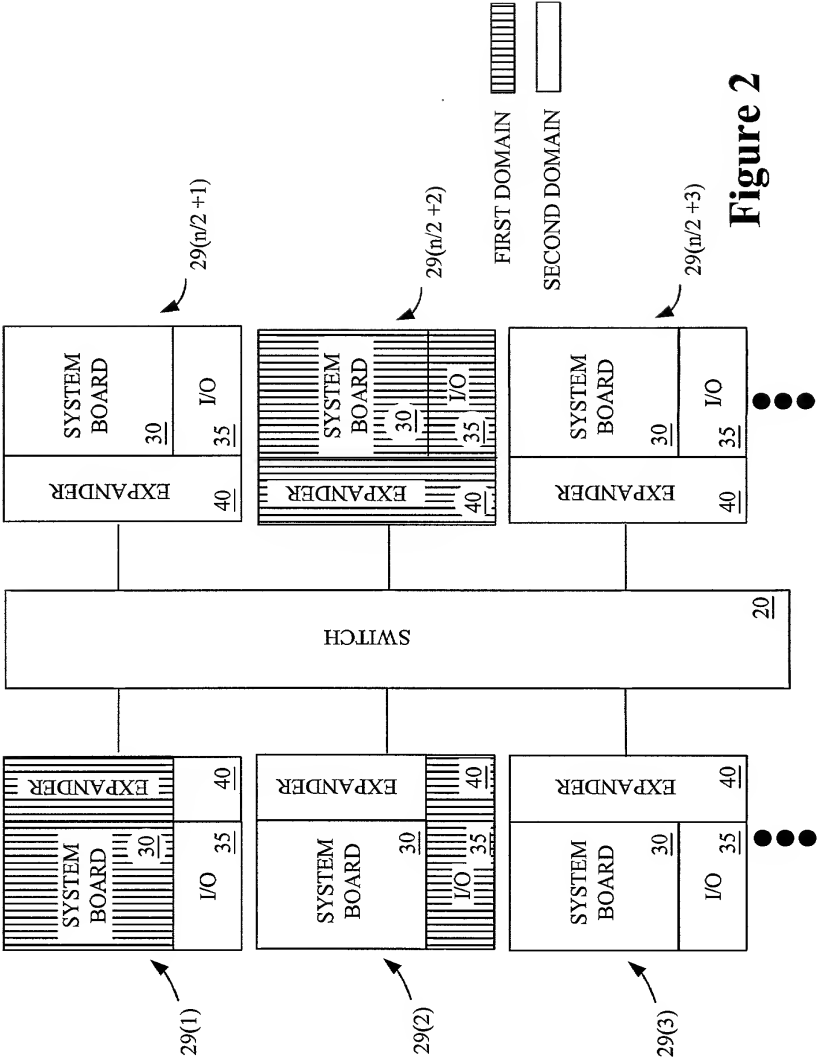 29(1)
SYSTEM
BOARD
30
I/O
35
EXPANDER
40
29(2)
SYSTEM
BOARD
30
I/O
35
EXPANDER
40
29(3)
SYSTEM
BOARD
30
I/O
35
EXPANDER
40
SWITCH
20
29(n/2 +1)
SYSTEM
BOARD
30
I/O
35
EXPANDER
40
29(n/2 +2)
SYSTEM
BOARD
30
I/O
35
EXPANDER
40
29(n/2 +3)
SYSTEM
BOARD
30
I/O
35
EXPANDER
40
FIRST DOMAIN
SECOND DOMAIN
Figure 2